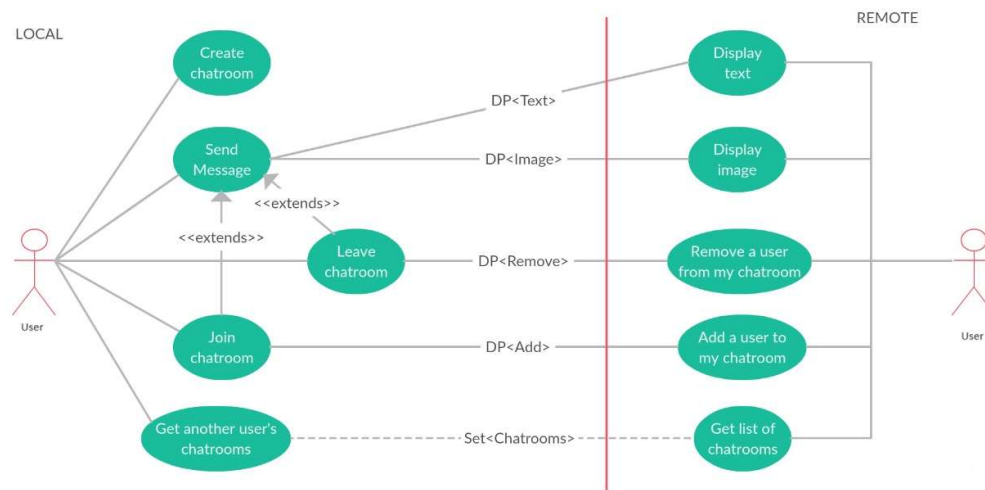 LOCAL
REMOTE
Create
chatroom
Display
text
DP<Text>
Send
Message
DP<Image>
Display
image
<<extends>>
<<extends>>
Leave
chatroom
DP<Remove>
Remove a user
from my chatroom
User
User
Join
chatroom
DP<Add>
Add a user to
my chatroom
Get another user's
chatrooms
Set<Chatrooms>
Get list of
chatrooms